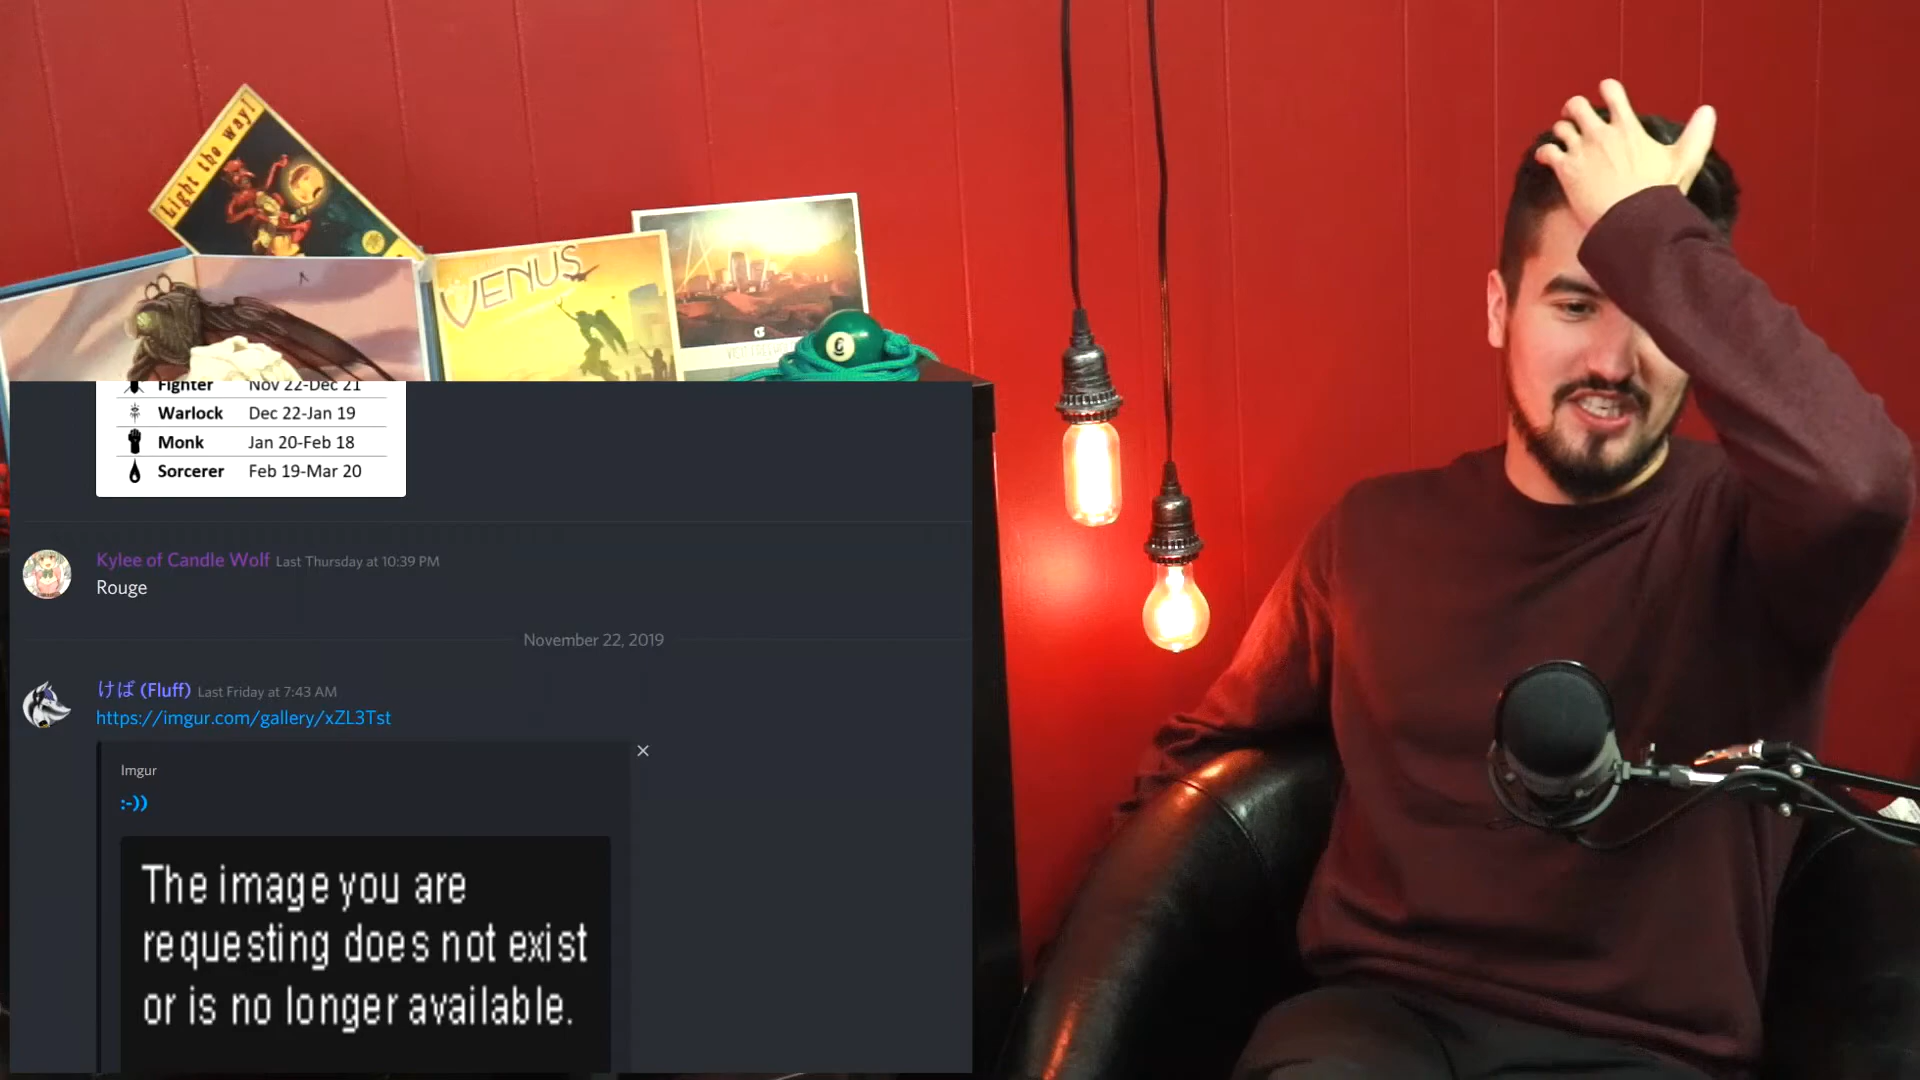 Light the way!
VENUS
6
Fighter Nov 22-Dec 21
Warlock Dec 22-Jan 19
Monk Jan 20-Feb 18
Sorcerer Feb 19-Mar 20
Kylee of Candle Wolf Last Thursday at 10:39 PM
Rouge
November 22, 2019
けば (Fluff) Last Friday at 7:43 AM
https://imgur.com/gallery/xZL3Tst
Imgur
:-))
The image you are
requesting does not exist
or is no longer available.